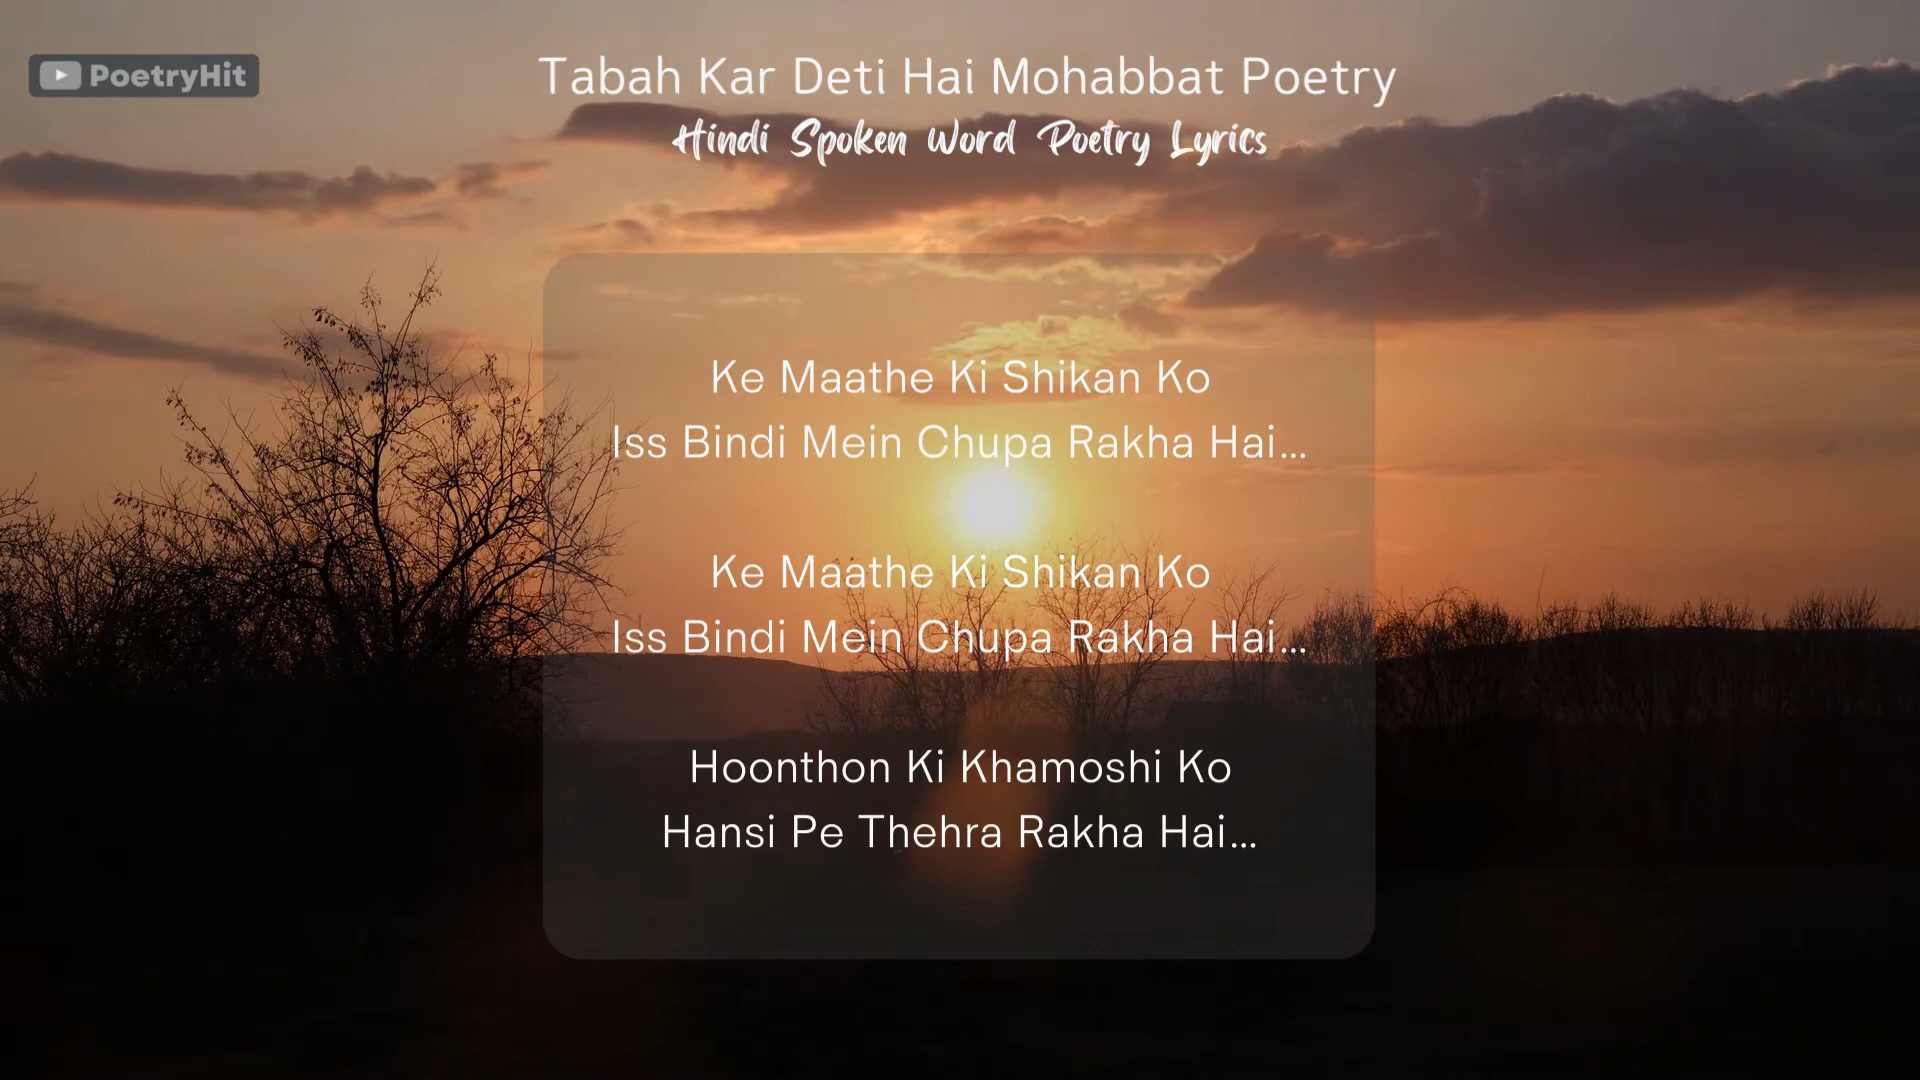 PoetryHit
Tabah Kar Deti Hai Mohabbat Poetry
Hindi Spoken Word Poetry Lyrics
Ke Maathe Ki Shikan Ko
Iss Bindi Mein Chupa Rakha Hai...
Ke Maathe Ki Shikan Ko
Iss Bindi Mein Chupa Rakha Hai...
Hoonthon Ki Khamoshi Ko
Hansi Pe Thehra Rakha Hai...